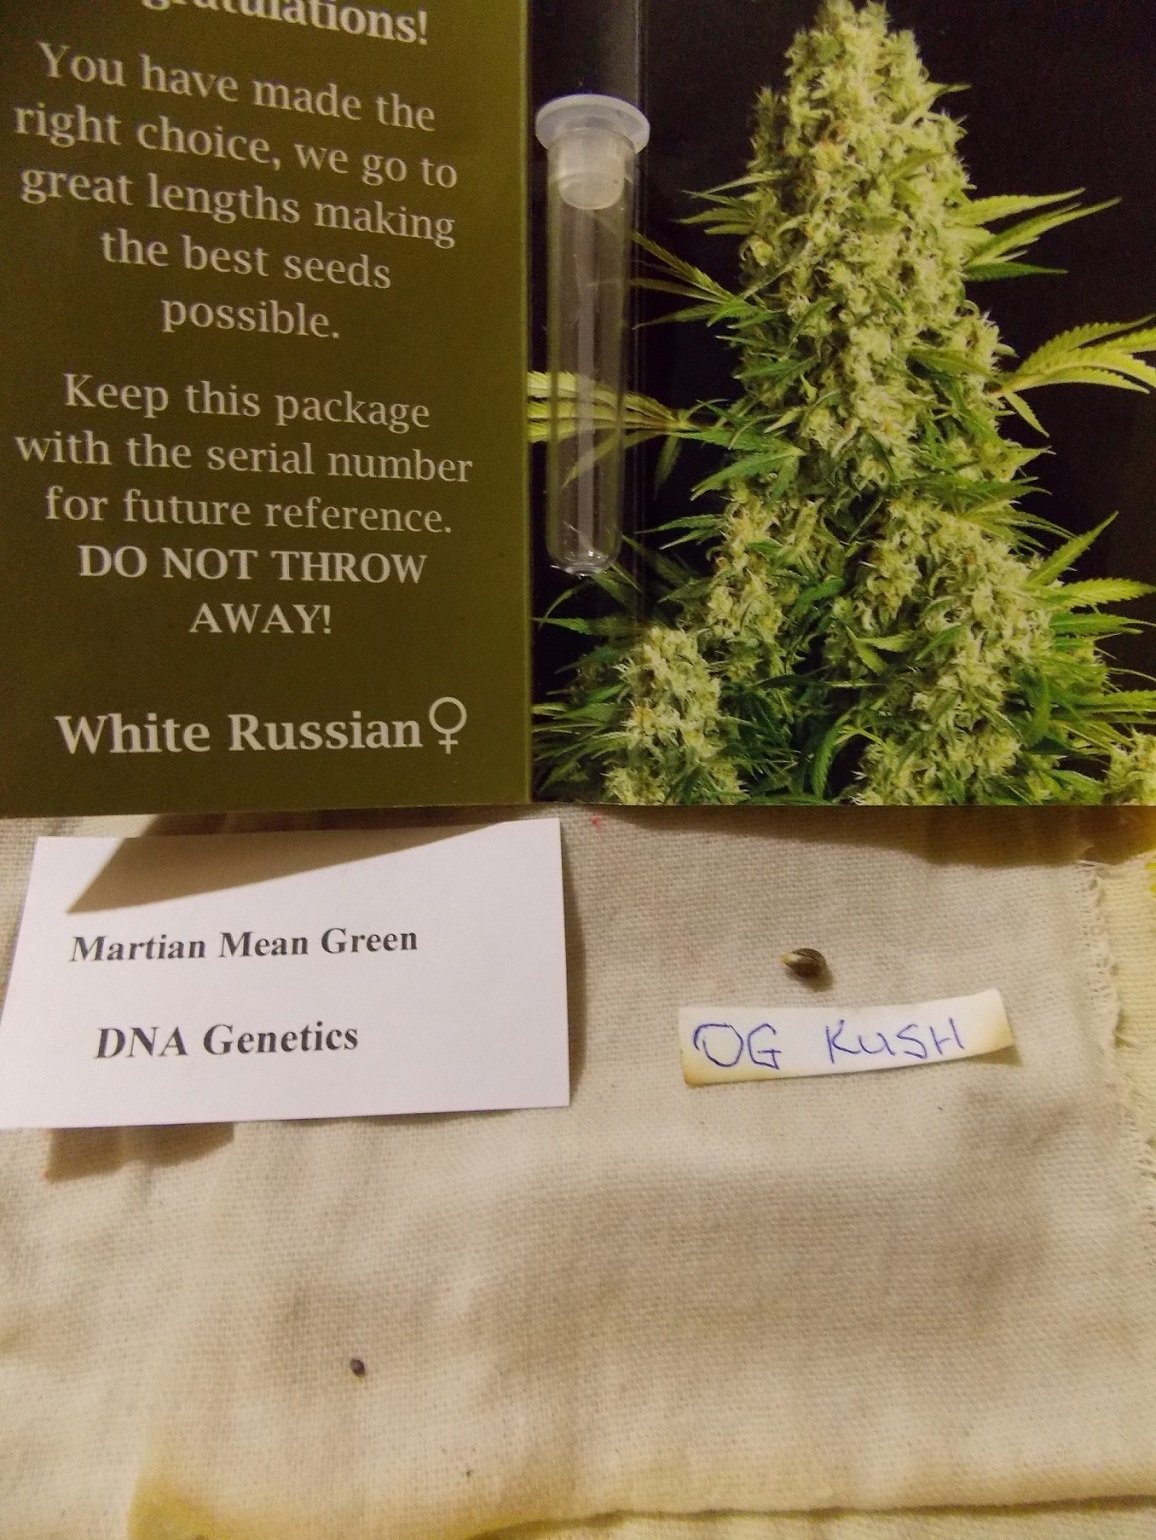 Congratulations!
You have made the
right choice, we go to
great lengths making
the best seeds
possible.
Keep this package
with the serial number
for future reference.
DO NOT THROW
AWAY!
White Russian♀
Martian Mean Green
DNA Genetics
OG KUSH